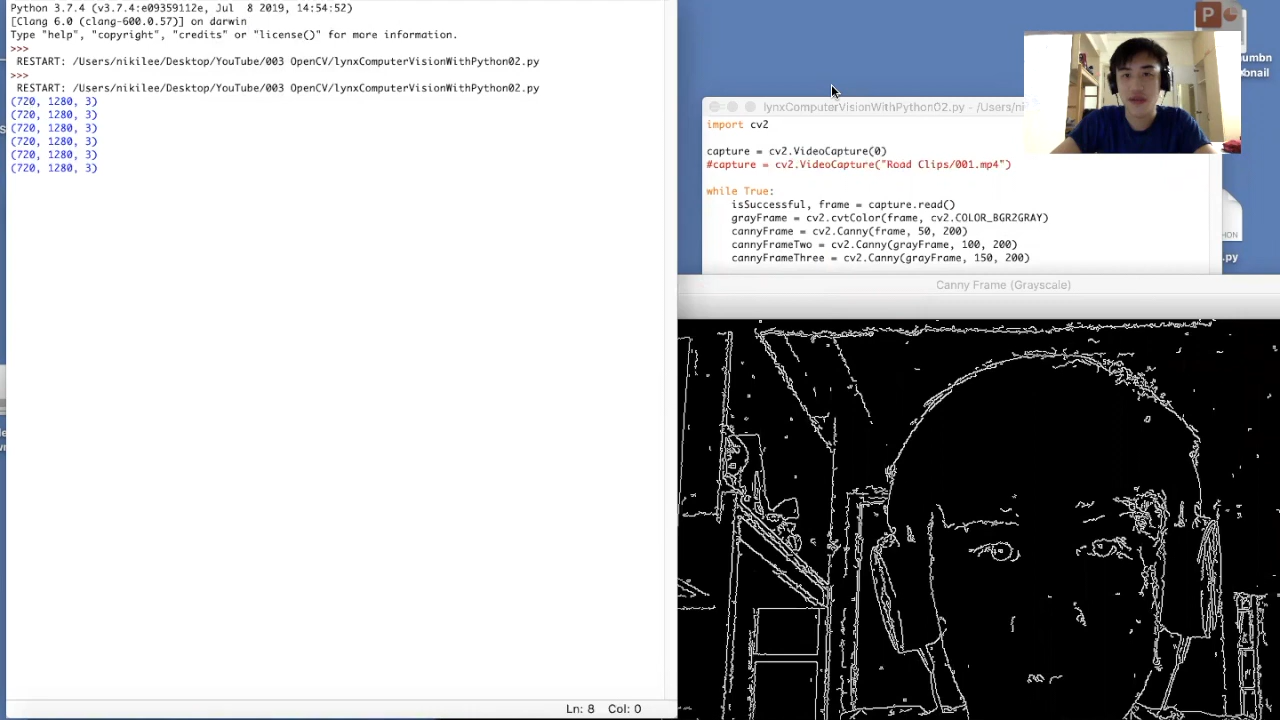 Python 3.7.4 (v3.7.4:e09359112e, Jul  8 2019, 14:54:52)
[Clang 6.0 (clang-600.0.57)] on darwin
Type "help", "copyright", "credits" or "license()" for more information.
>>>
RESTART: /Users/nikilee/Desktop/YouTube/003 OpenCV/lynxComputerVisionWithPython02.py
>>>
RESTART: /Users/nikilee/Desktop/YouTube/003 OpenCV/lynxComputerVisionWithPython02.py
(720, 1280, 3)
(720, 1280, 3)
(720, 1280, 3)
(720, 1280, 3)
(720, 1280, 3)
(720, 1280, 3)
Ln: 8 Col: 0
P
umbn
bnail
lynxComputerVisionWithPython02.py - /Users/ni
import cv2
capture = cv2.VideoCapture(0)
#capture = cv2.VideoCapture("Road Clips/001.mp4")
while True:
isSuccessful, frame = capture.read()
grayFrame = cv2.cvtColor(frame, cv2.COLOR_BGR2GRAY)
cannyFrame = cv2.Canny(frame, 50, 200)
cannyFrameTwo = cv2.Canny(grayFrame, 100, 200)
cannyFrameThree = cv2.Canny(grayFrame, 150, 200)
HON
.py
Canny Frame (Grayscale)